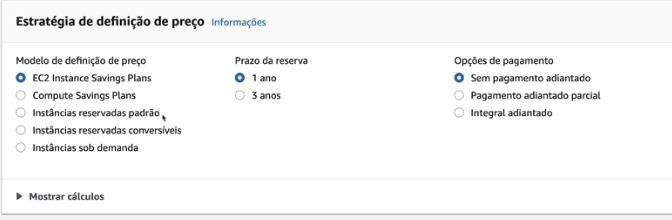 Estratégia de definição de preço Informações
Modelo de definição de preço
EC2 Instance Savings Plans
Compute Savings Plans
Instâncias reservadas padrão
Instâncias reservadas conversíveis
Instâncias sob demanda
Prazo da reserva
1 ano
3 anos
Opções de pagamento
Sem pagamento adiantado
Pagamento adiantado parcial
Integral adiantado
Mostrar cálculos